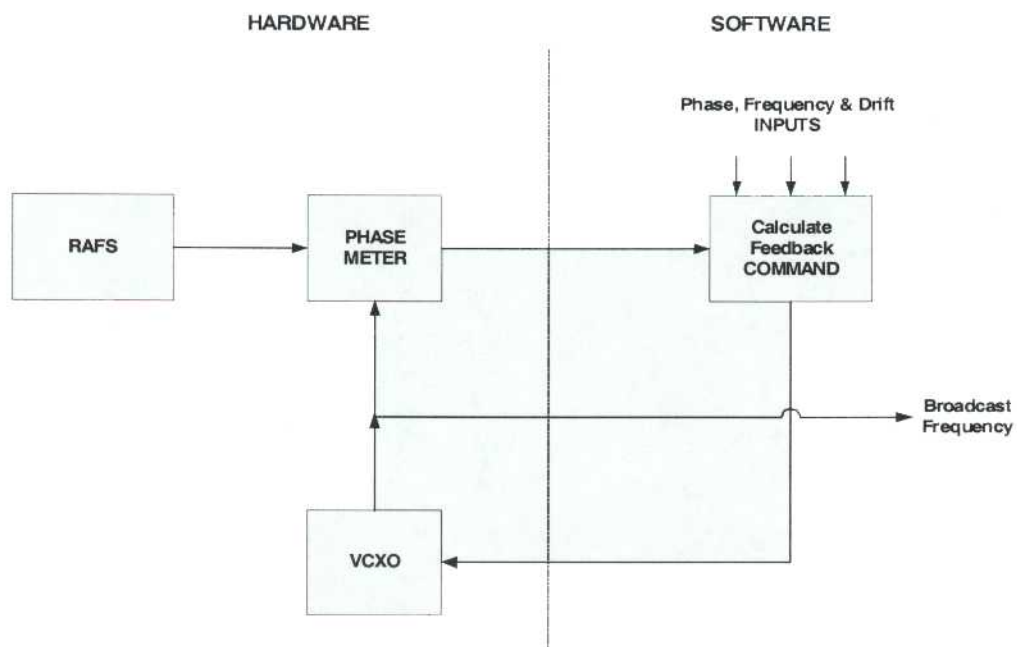 HARDWARE
SOFTWARE
Phase, Frequency & Drift
INPUTS
RAFS
PHASE
METER
Calculate
Feedback
COMMAND
Broadcast
Frequency
VCXO